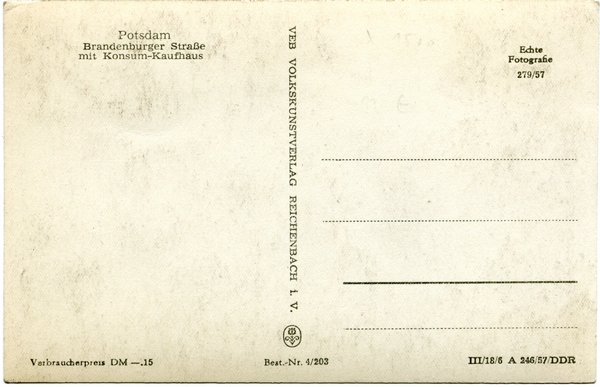 Potsdam
Brandenburger Straße
mit Konsum-Kaufhaus
VEB VOLKSKUNSTVERLAG REICHENBACH i. V.
Echte
Fotografie
279/57
Verbraucherpreis DM —.15
Best.-Nr. 4/203
III/18/6 A 246/57/DDR